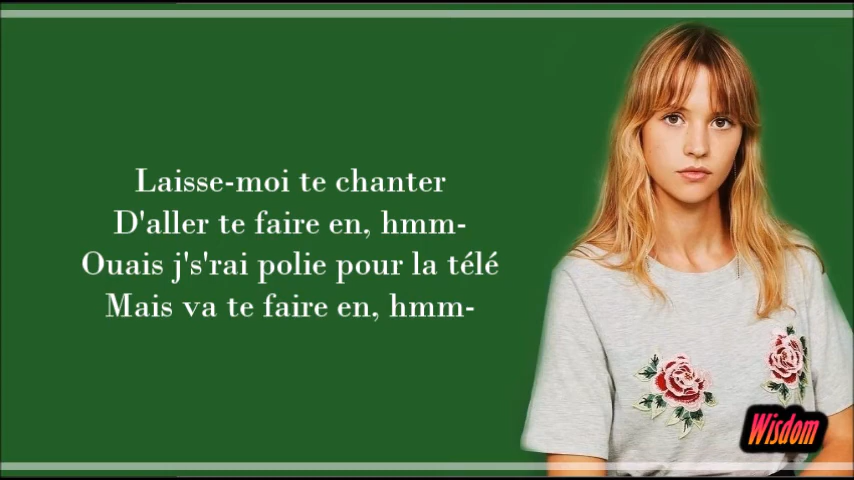 Laisse-moi te chanter
D'aller te faire en, hmm-
Ouais j's'rai polie pour la télé
Mais va te faire en, hmm-
Wisdom